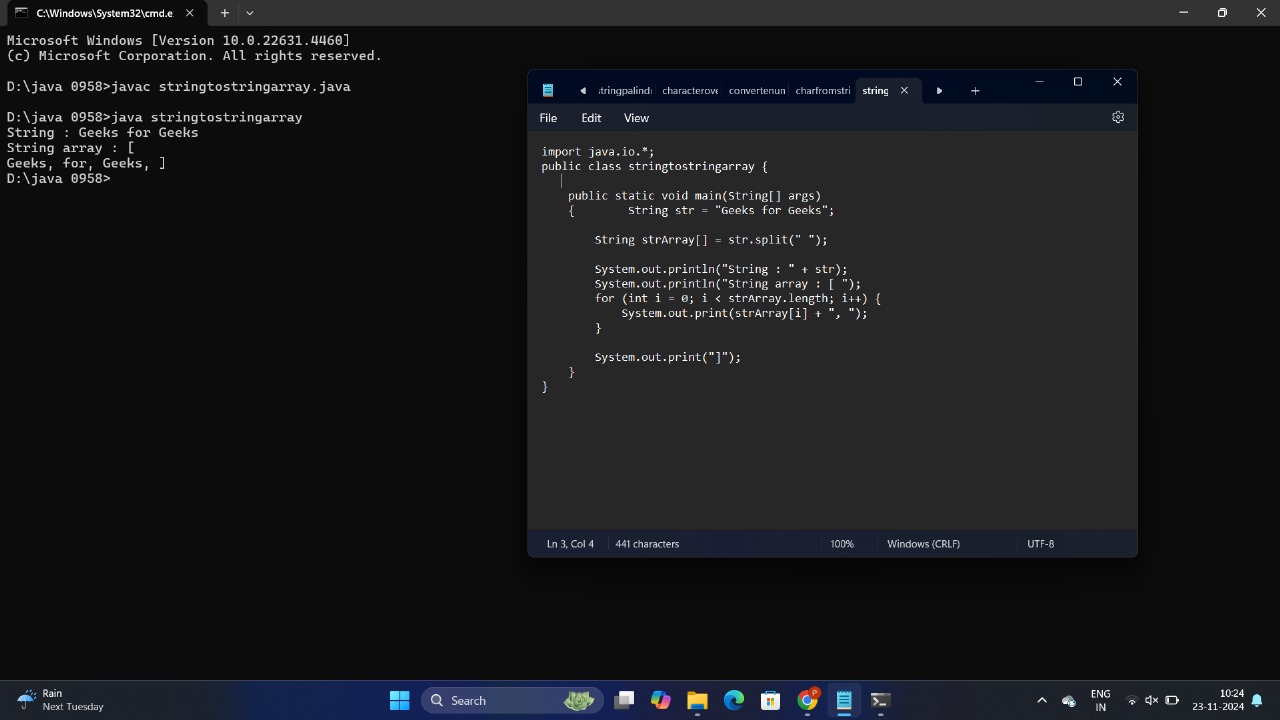 C:\Windows\System32\cmd.e
Microsoft Windows [Version 10.0.22631.4460]
(c) Microsoft Corporation. All rights reserved.
D:\java 0958>javac stringtostringarray.java
D:\java 0958>java stringtostringarray
String : Geeks for Geeks
String array : [
Geeks, for, Geeks, ]
D:\java 0958>
tringpalind characterove convertenun charfromstri string
File Edit View
import java.io.*;
public class stringtostringarray {
public static void main(String[] args)
{ String str = "Geeks for Geeks";
String strArray[] = str.split(" ");
System.out.println("String : " + str);
System.out.println("String array : [ ");
for (int i = 0; i < strArray.length; i++) {
System.out.print(strArray[i] + ", ");
}
System.out.print("]");
}
}
Ln 3, Col 4 441 characters 100% Windows (CRLF) UTF-8
Rain
Next Tuesday
Search
ENG
IN
10:24
23-11-2024